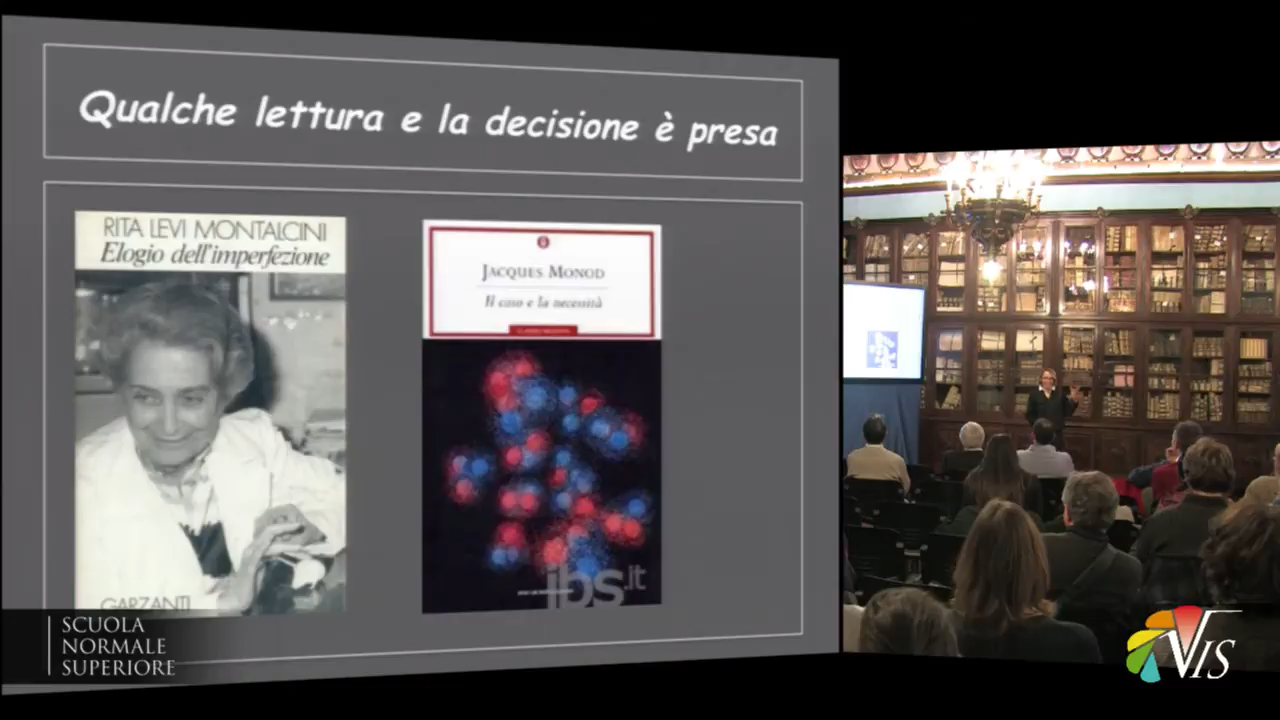 Qualche lettura e la decisione è presa
RITA LEVI MONTALCINI
Elogio dell'imperfezione
GARZANTI
JACQUES MONOD
Il caso e la necessità
ibs.it
SCUOLA
NORMALE
SUPERIORE
VIS